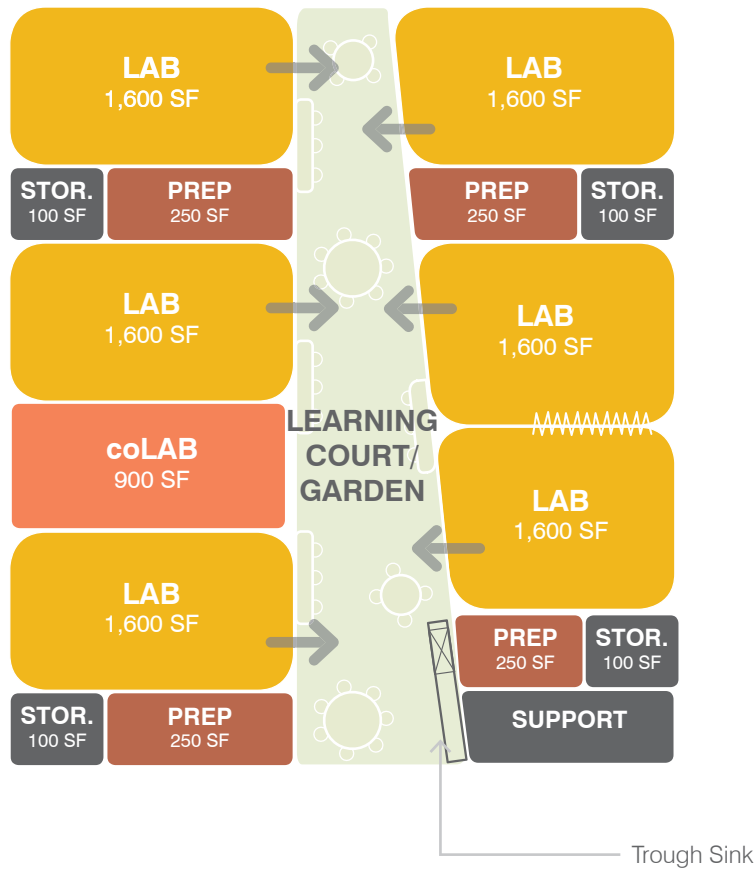 LAB
1,600 SF
LAB
1,600 SF
STOR.
100 SF
PREP
250 SF
PREP
250 SF
STOR.
100 SF
LAB
1,600 SF
LAB
1,600 SF
coLAB
900 SF
LEARNING
COURT/
GARDEN
LAB
1,600 SF
LAB
1,600 SF
PREP
250 SF
STOR.
100 SF
STOR.
100 SF
PREP
250 SF
SUPPORT
Trough Sink